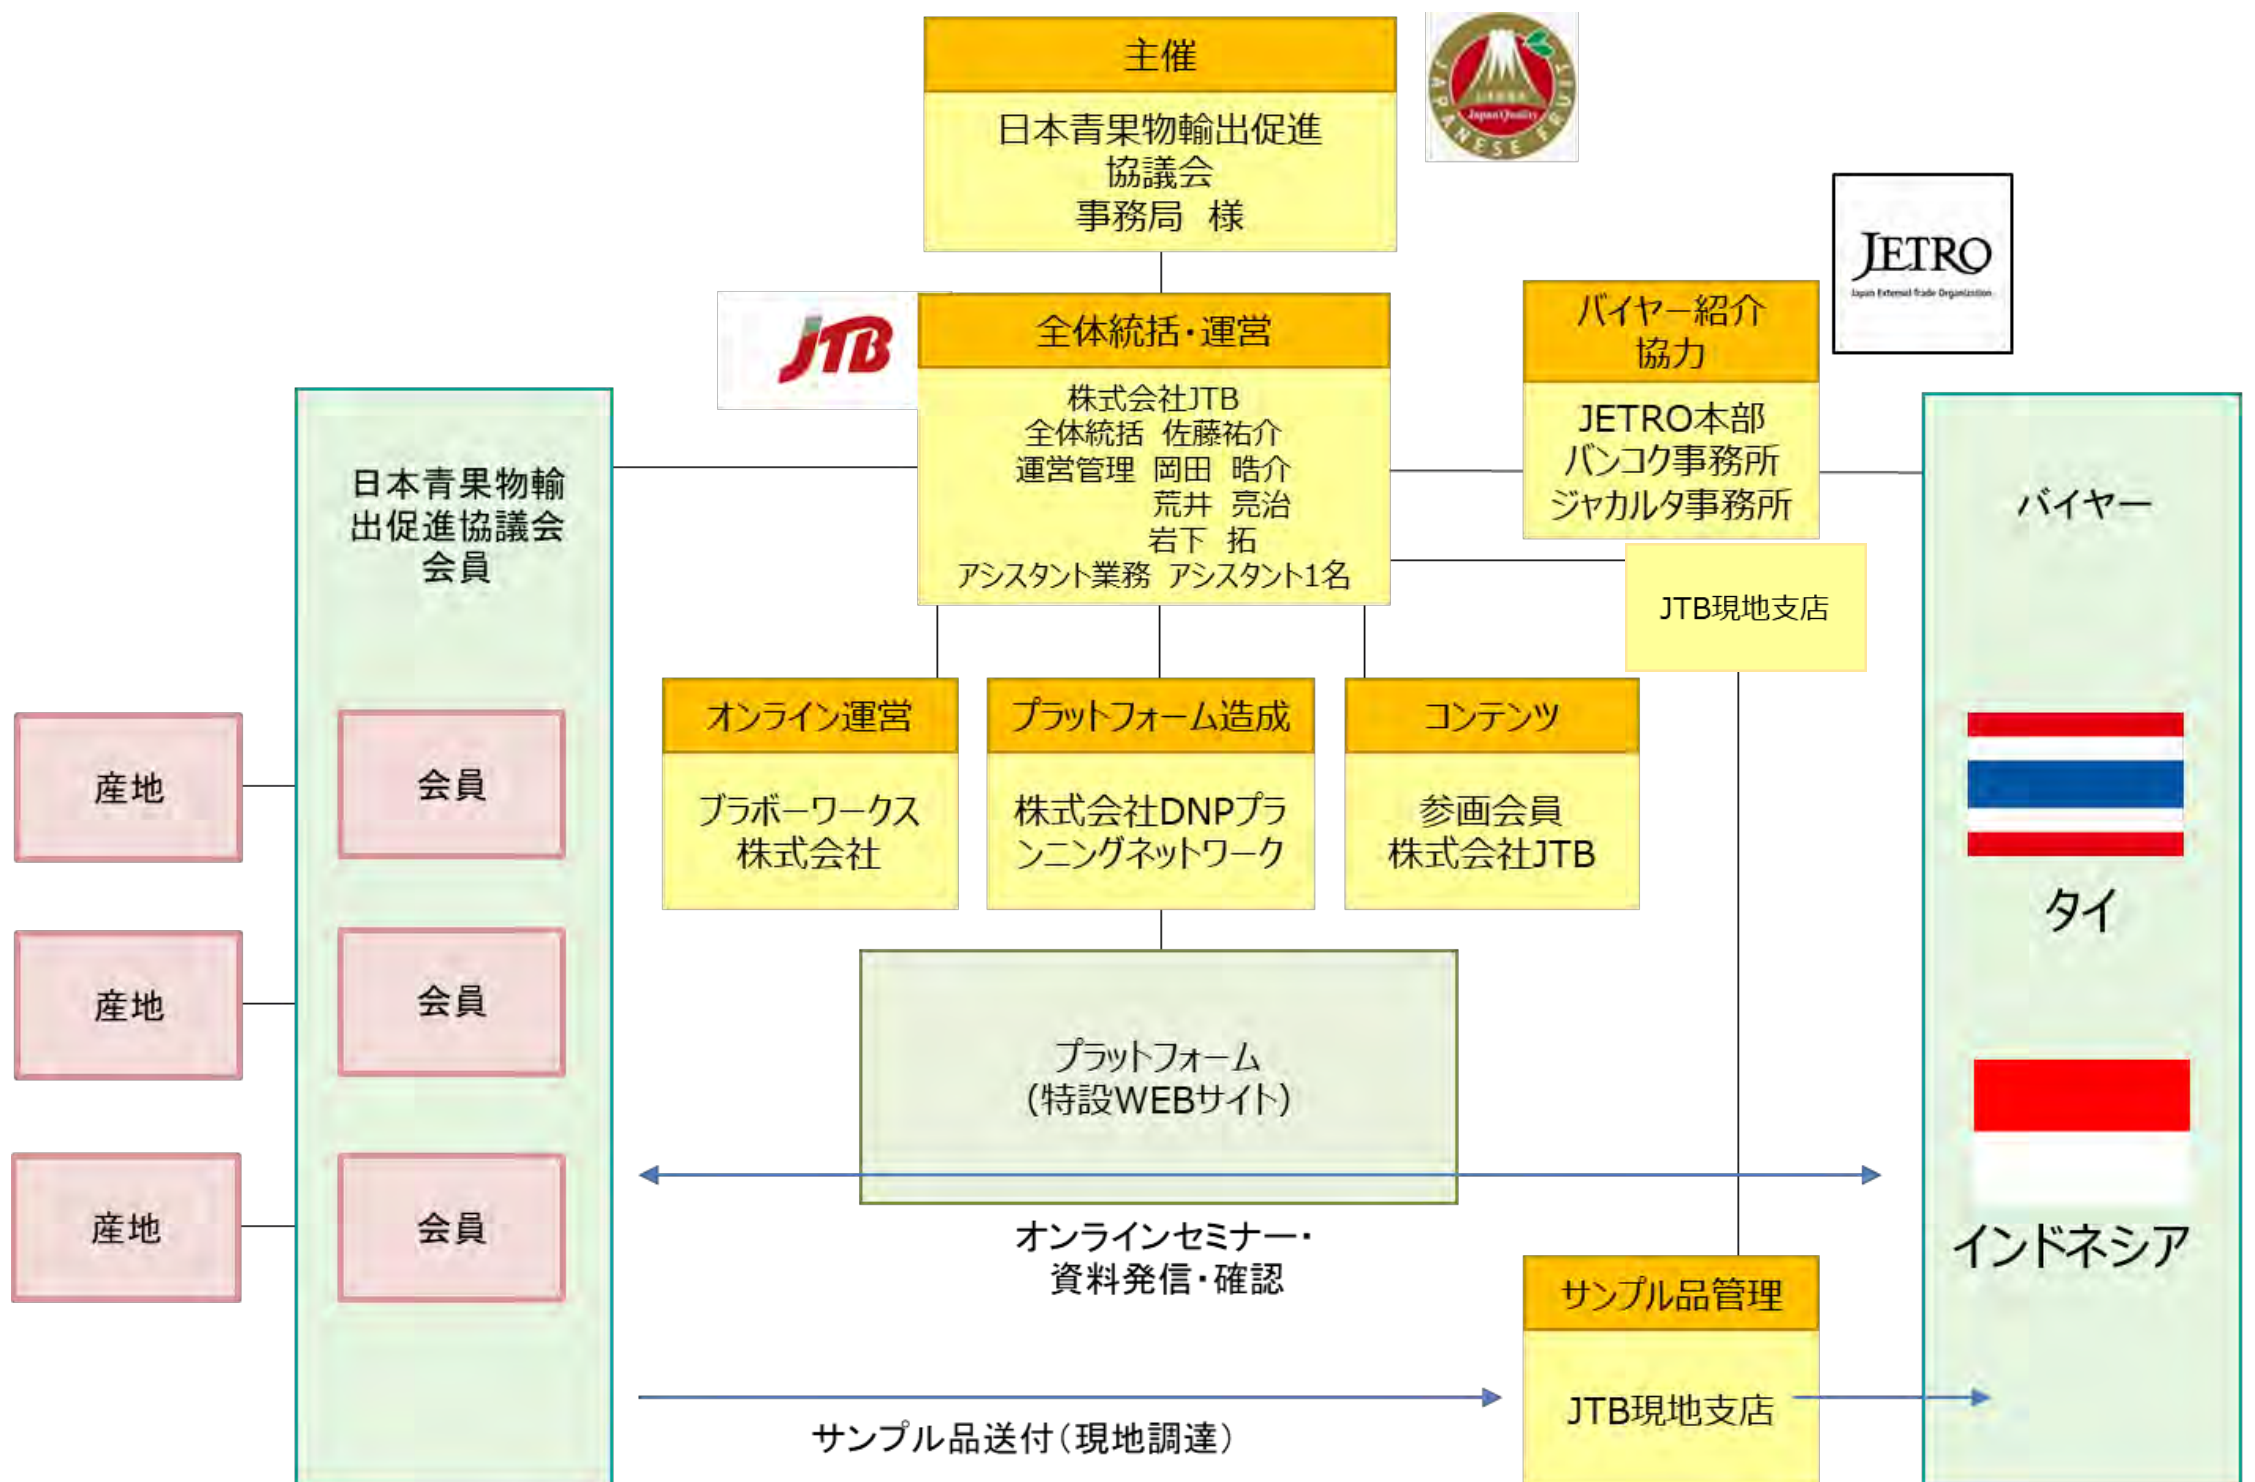 主催
日本青果物輸出促進
協議会
事務局 様
JAPANESE FRUIT
Japan Quality
JTB
全体統括・運営
株式会社JTB
全体統括 佐藤祐介
運営管理 岡田 晧介
荒井 亮治
岩下 拓
アシスタント業務 アシスタント1名
バイヤー紹介
協力
JETRO本部
バンコク事務所
ジャカルタ事務所
JETRO
Japan External Trade Organization
日本青果物輸
出促進協議会
会員
バイヤー
JTB現地支店
オンライン運営
ブラボーワークス
株式会社
プラットフォーム造成
株式会社DNPプラ
ンニングネットワーク
コンテンツ
参画会員
株式会社JTB
産地
会員
産地
会員
産地
会員
タイ
インドネシア
プラットフォーム
（特設WEBサイト）
オンラインセミナー・
資料発信・確認
サンプル品管理
JTB現地支店
サンプル品送付（現地調達）